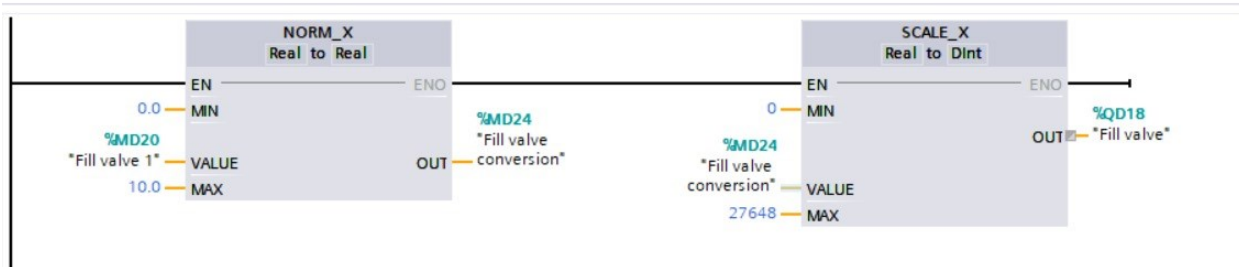 NORM_X
Real to Real
EN
ENO
0.0
MIN
%MD20
"Fill valve 1"
VALUE
10.0
MAX
%MD24
"Fill valve
conversion"
OUT
SCALE_X
Real to DInt
EN
ENO
0
MIN
%MD24
"Fill valve
conversion"
VALUE
27648
MAX
%QD18
"Fill valve"
OUT